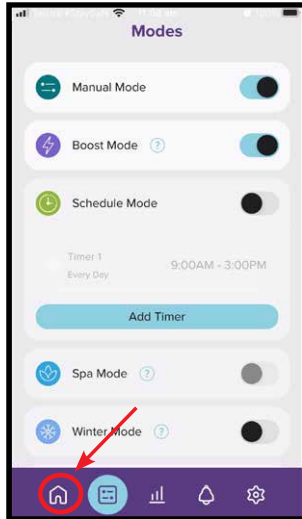 Modes
Manual Mode
Boost Mode ?
Schedule Mode
Timer 1
Every Day
9:00AM - 3:00PM
Add Timer
Spa Mode ?
Winter Mode ?